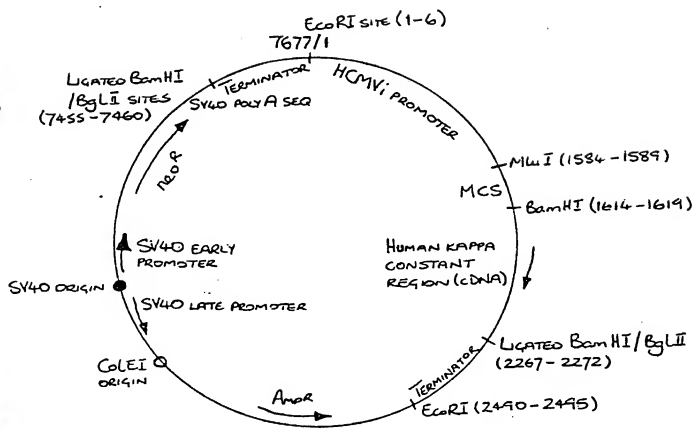 EcoRI SITE (1-6)
7677/1
HCMVi PROMOTER
MluI (1584-1589)
MCS
BamHI (1614-1619)
HUMAN KAPPA
CONSTANT
REGION (cDNA)
LIGATED BamHI/BglII
(2267-2272)
TERMINATOR
EcoRI (2490-2495)
AmpR
ColEI
ORIGIN
SV40 LATE PROMOTER
SV40 ORIGIN
SV40 EARLY
PROMOTER
neoR
LIGATED BamHI
/BglII SITES
(7455-7460)
TERMINATOR
SV40 POLY A SEQ